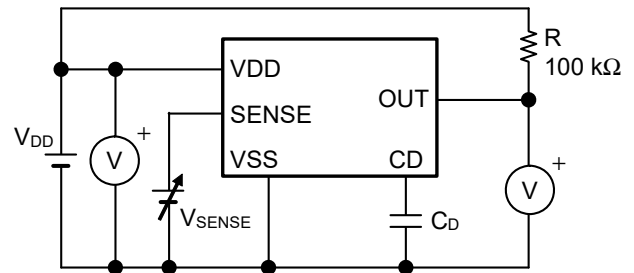 R
100 kΩ
VDD
OUT
SENSE
VSS
CD
VDD
V
+
VSENSE
CD
V
+